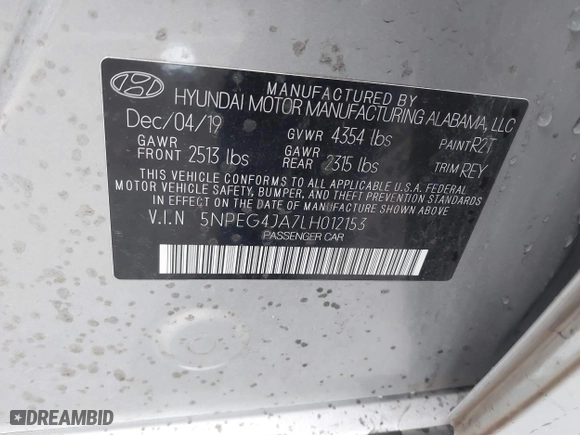 MANUFACTURED BY
HYUNDAI MOTOR MANUFACTURING ALABAMA, LLC
Dec/04/19 GVWR 4354 lbs PAINT R2T
GAWR FRONT 2513 lbs GAWR REAR 2315 lbs TRIM REY
THIS VEHICLE CONFORMS TO ALL APPLICABLE U.S.A. FEDERAL
MOTOR VEHICLE SAFETY, BUMPER, AND THEFT PREVENTION STANDARDS
IN EFFECT ON THE DATE OF MANUFACTURE SHOWN ABOVE.
V.I.N 5NPEG4JA7LH012153
PASSENGER CAR
DREAMBID